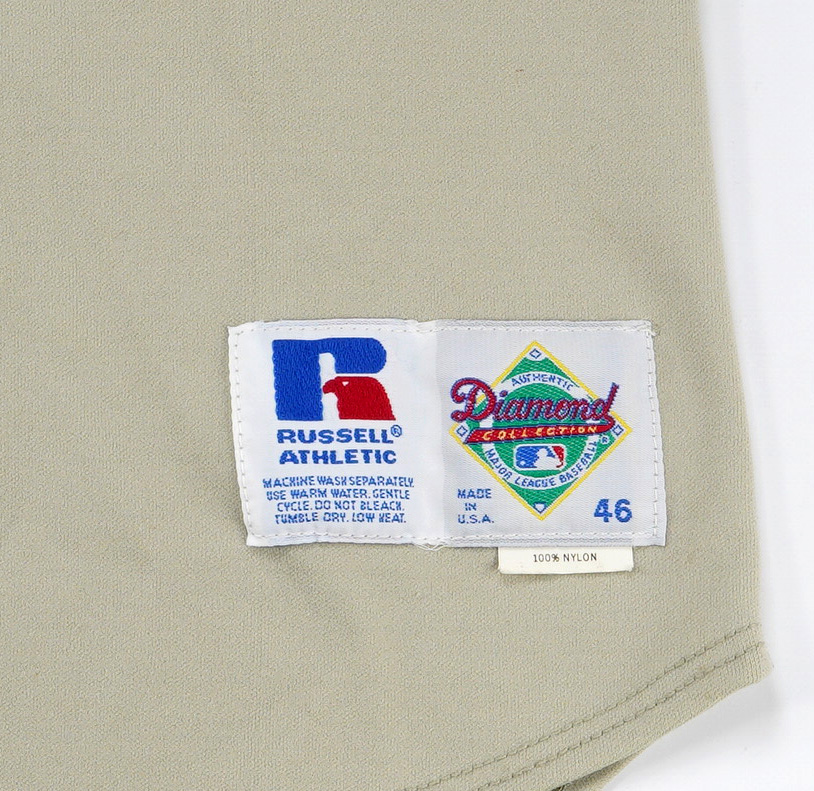 RUSSELL®
ATHLETIC
MACHINE WASH SEPARATELY.
USE WARM WATER. GENTLE
CYCLE. DO NOT BLEACH.
TUMBLE DRY. LOW HEAT.
AUTHENTIC
Diamond
COLLECTION
MAJOR LEAGUE BASEBALL®
MADE
IN
U.S.A.
46
100% NYLON